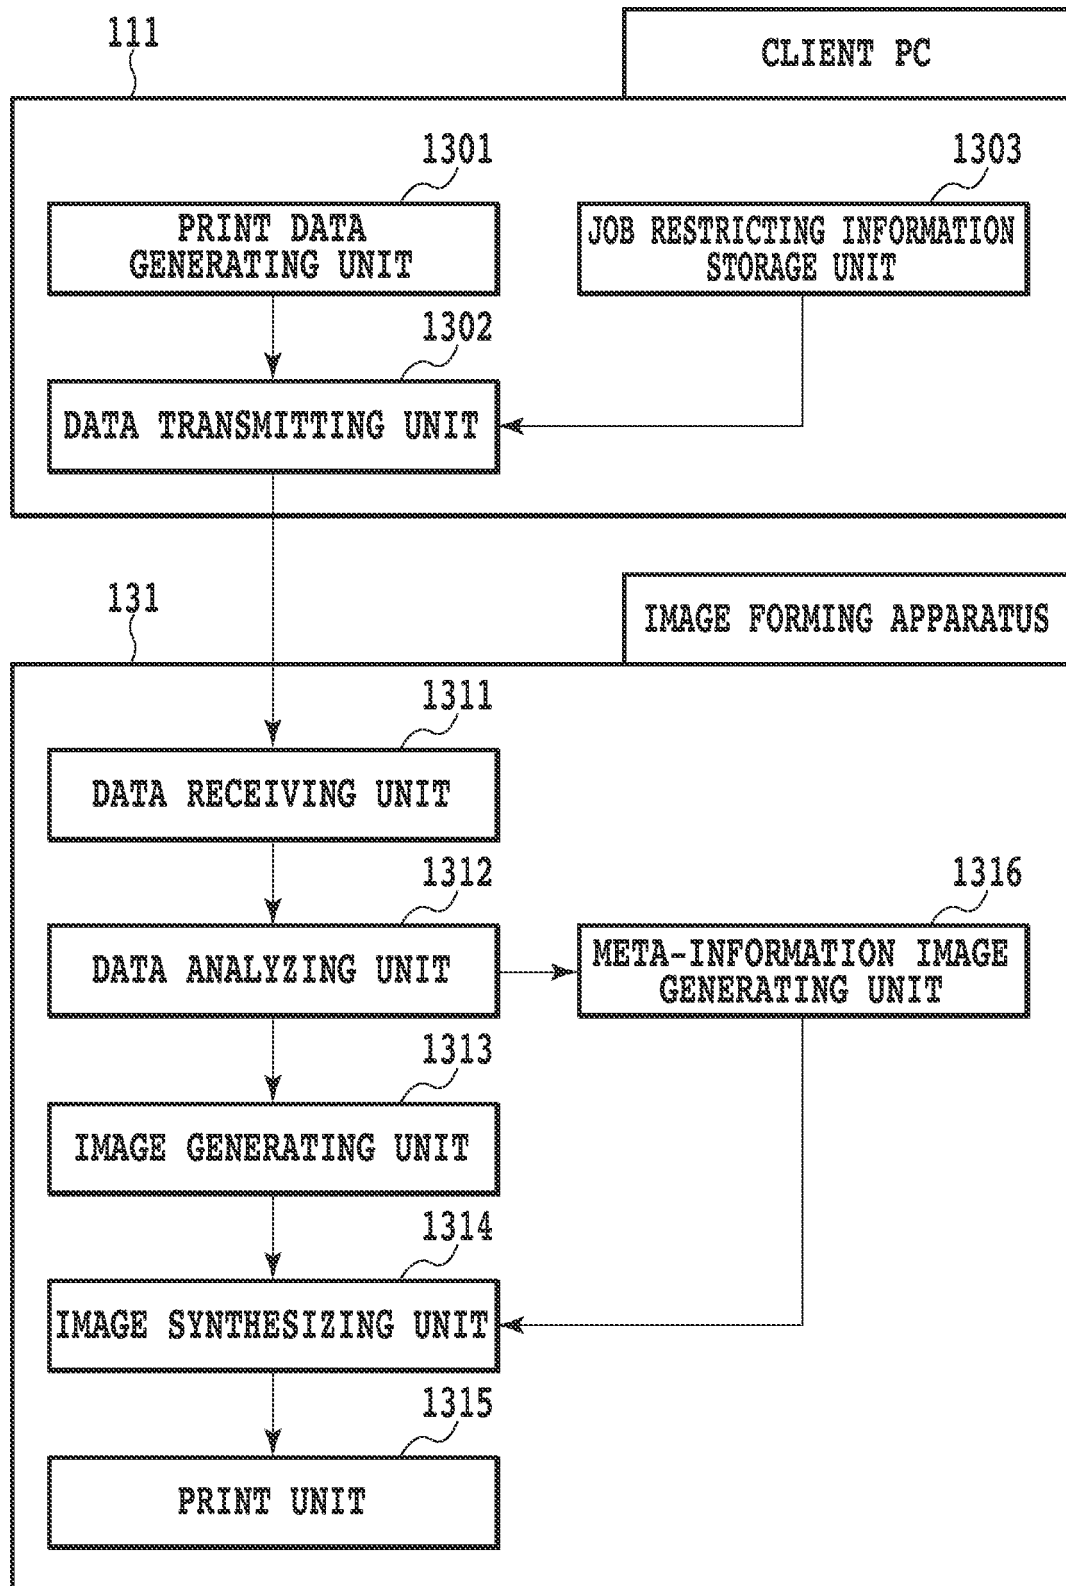 111
CLIENT PC
1301
PRINT DATA
GENERATING UNIT
1303
JOB RESTRICTING INFORMATION
STORAGE UNIT
1302
DATA TRANSMITTING UNIT
131
IMAGE FORMING APPARATUS
1311
DATA RECEIVING UNIT
1312
DATA ANALYZING UNIT
1316
META-INFORMATION IMAGE
GENERATING UNIT
1313
IMAGE GENERATING UNIT
1314
IMAGE SYNTHESIZING UNIT
1315
PRINT UNIT